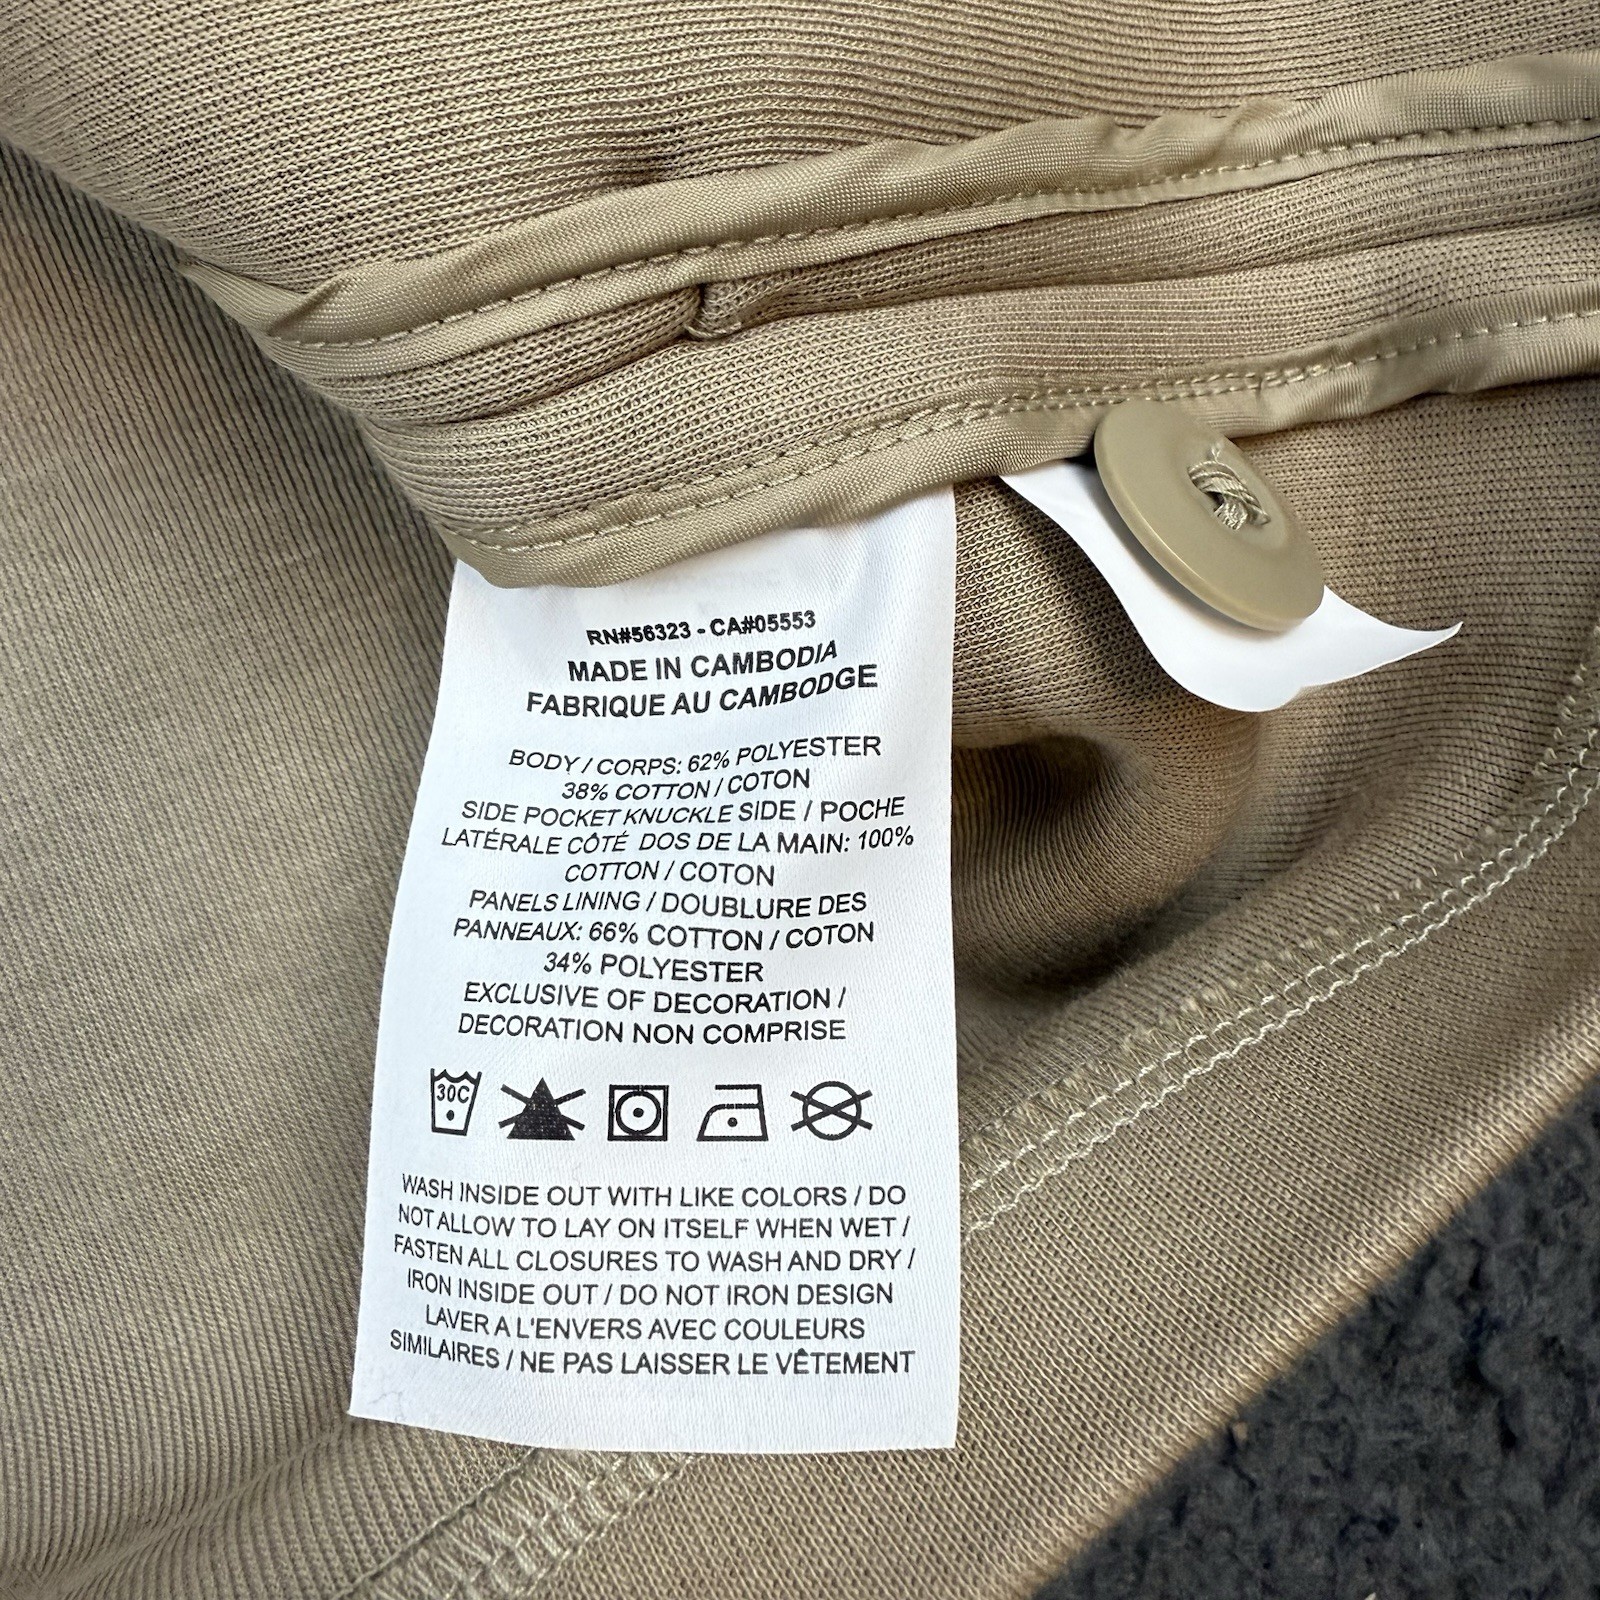 RN#56323 - CA#05553
MADE IN CAMBODIA
FABRIQUE AU CAMBODGE
BODY / CORPS: 62% POLYESTER
38% COTTON / COTON
SIDE POCKET KNUCKLE SIDE / POCHE
LATÉRALE CÔTÉ DOS DE LA MAIN: 100%
COTTON / COTON
PANELS LINING / DOUBLURE DES
PANNEAUX: 66% COTTON / COTON
34% POLYESTER
EXCLUSIVE OF DECORATION /
DECORATION NON COMPRISE
30C
WASH INSIDE OUT WITH LIKE COLORS / DO
NOT ALLOW TO LAY ON ITSELF WHEN WET /
FASTEN ALL CLOSURES TO WASH AND DRY /
IRON INSIDE OUT / DO NOT IRON DESIGN
LAVER A L'ENVERS AVEC COULEURS
SIMILAIRES / NE PAS LAISSER LE VÊTEMENT